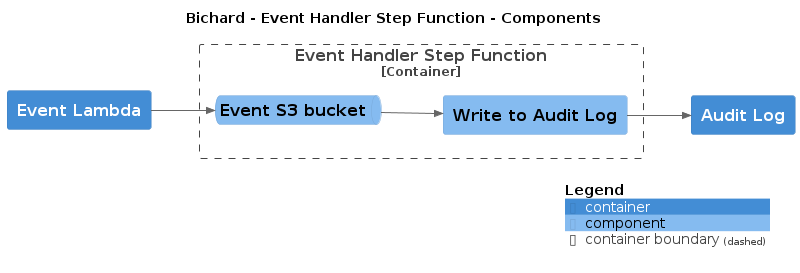 Bichard - Event Handler Step Function - Components
Event Handler Step Function
[Container]
Event Lambda
Event S3 bucket
Write to Audit Log
Audit Log
Legend
container
component
container boundary (dashed)